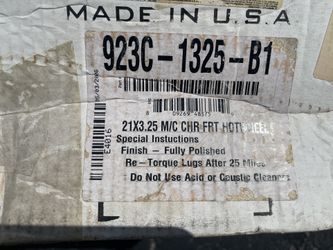 MADE IN U.S.A
923C-1325-B1
21X3.25 M/C CHR-FRT HOTWHEEL
Special Instuctions
Finish - Fully Polished
Re-Torque Lugs After 25 Miles
Do Not Use Acid or Caustic Cleaners
E4016